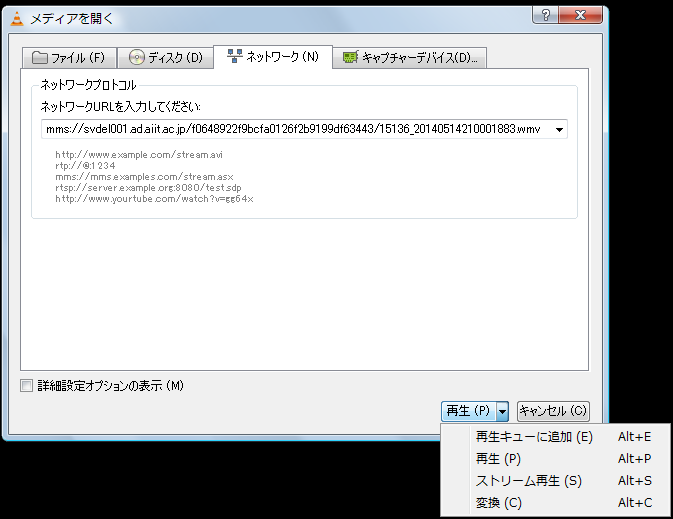 メディアを開く
ファイル (F)
ディスク (D)
ネットワーク (N)
キャプチャーデバイス(D)...
ネットワークプロトコル
ネットワークURLを入力してください:
mms://svdel001.ad.aiit.ac.jp/f0648922f9bcfa0126f2b9199df63443/15136_20140514210001883.wmv
http://www.example.com/stream.avi
rtp://@:1234
mms://mms.examples.com/stream.asx
rtsp://server.example.org:8080/test.sdp
http://www.yourtube.com/watch?v=gg64x
詳細設定オプションの表示 (M)
再生 (P)
キャンセル (C)
再生キューに追加 (E) Alt+E
再生 (P) Alt+P
ストリーム再生 (S) Alt+S
変換 (C) Alt+C